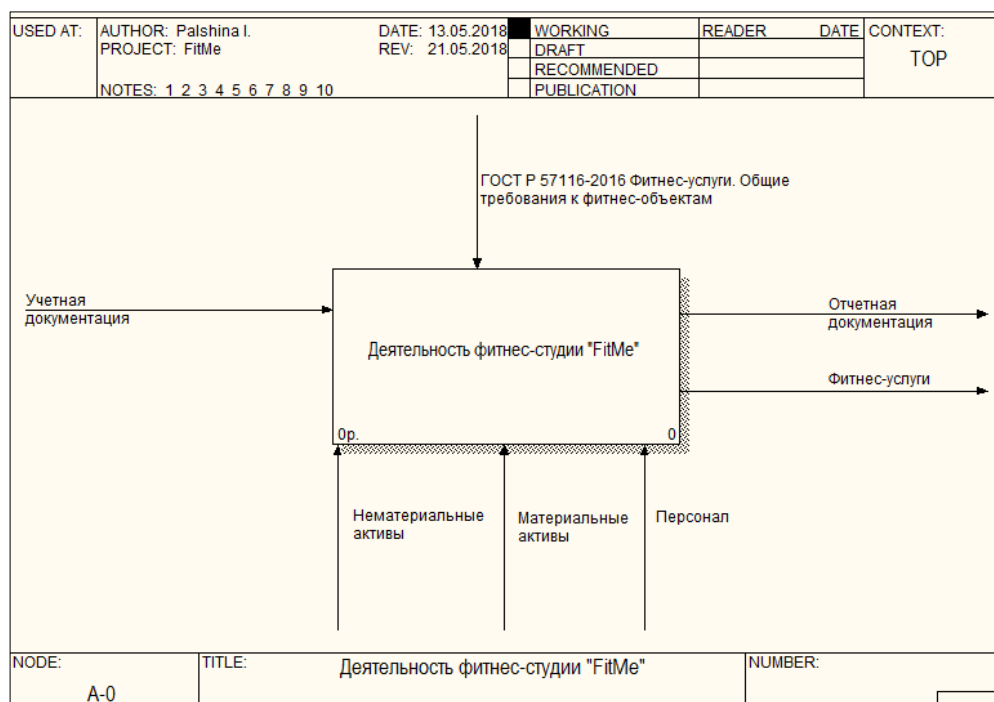 USED AT:
AUTHOR: Palshina I.
DATE: 13.05.2018
WORKING
READER
DATE
CONTEXT:
PROJECT: FitMe
REV: 21.05.2018
DRAFT
TOP
RECOMMENDED
NOTES: 1 2 3 4 5 6 7 8 9 10
PUBLICATION
ГОСТ Р 57116-2016 Фитнес-услуги. Общие
требования к фитнес-объектам
Учетная
документация
Деятельность фитнес-студии "FitMe"
0р.
0
Отчетная
документация
Фитнес-услуги
Нематериальные
активы
Материальные
активы
Персонал
NODE:
A-0
TITLE:
Деятельность фитнес-студии "FitMe"
NUMBER: